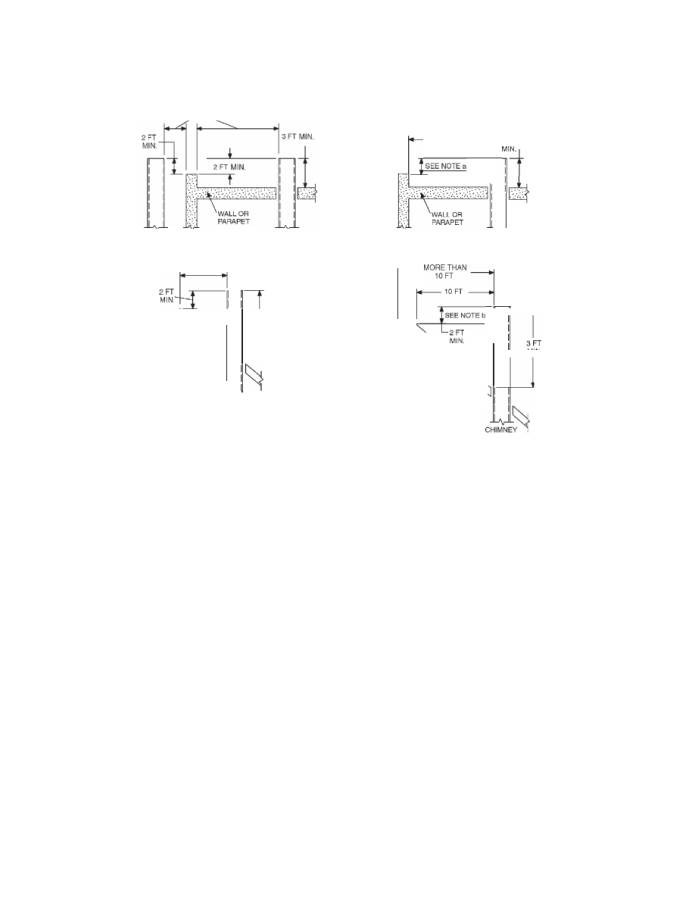 2 FT
MIN.
2 FT MIN.
3 FT MIN.
WALL OR
PARAPET
SEE NOTE a
MIN.
WALL OR
PARAPET
2 FT
MIN.
MORE THAN
10 FT
10 FT
SEE NOTE b
2 FT
MIN.
3 FT
CHIMNEY